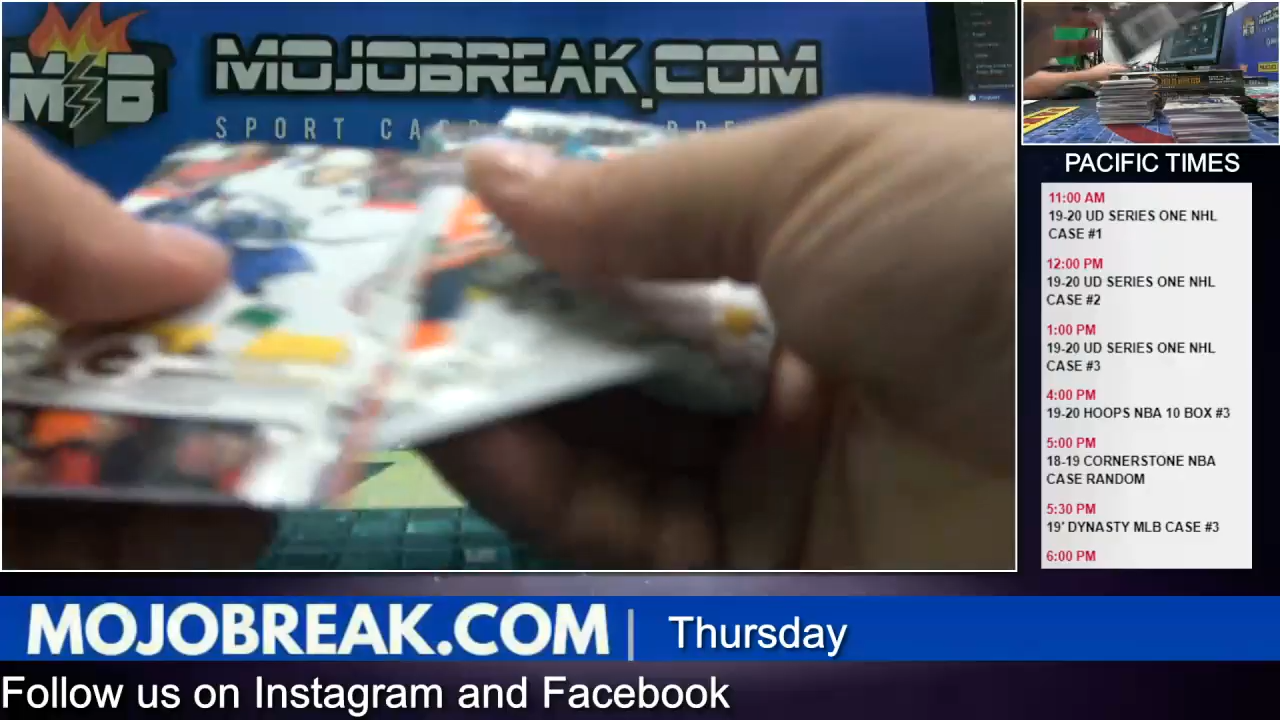 M B
MOJOBREAK.COM
SPORT CA
PACIFIC TIMES
11:00 AM
19-20 UD SERIES ONE NHL
CASE #1
12:00 PM
19-20 UD SERIES ONE NHL
CASE #2
1:00 PM
19-20 UD SERIES ONE NHL
CASE #3
4:00 PM
19-20 HOOPS NBA 10 BOX #3
5:00 PM
18-19 CORNERSTONE NBA
CASE RANDOM
5:30 PM
19' DYNASTY MLB CASE #3
6:00 PM
MOJOBREAK.COM | Thursday
Follow us on Instagram and Facebook